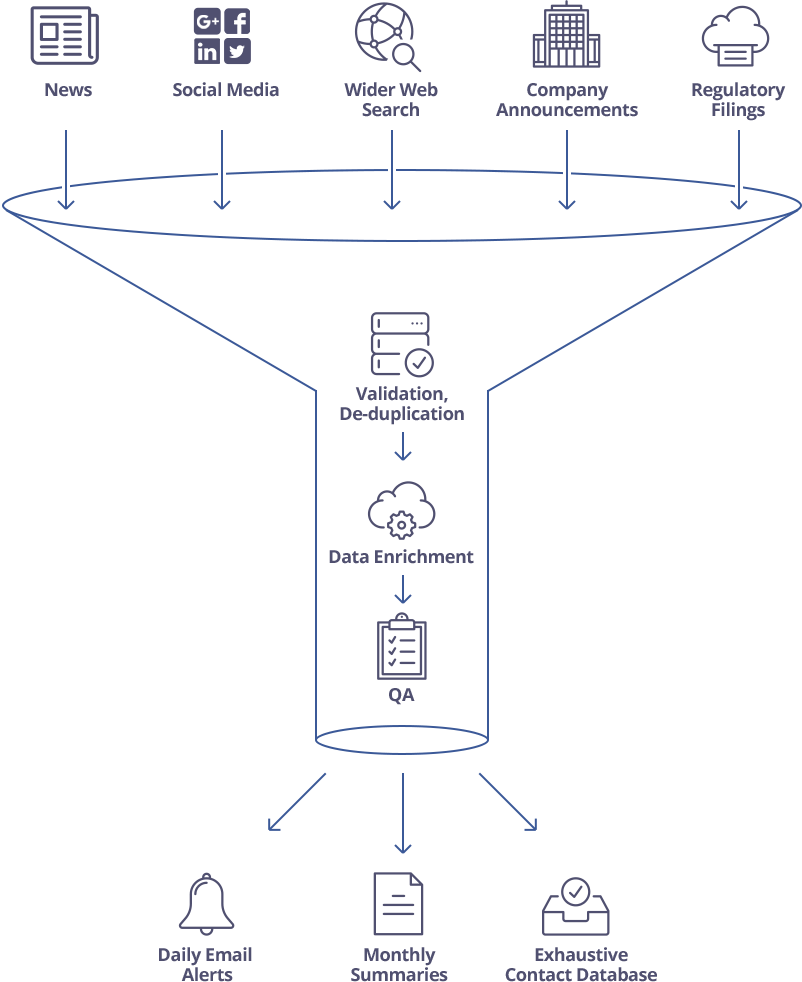 G+ f
in
News
Social Media
Wider Web
Search
Company
Announcements
Regulatory
Filings
Validation,
De-duplication
Data Enrichment
QA
Daily Email
Alerts
Monthly
Summaries
Exhaustive
Contact Database